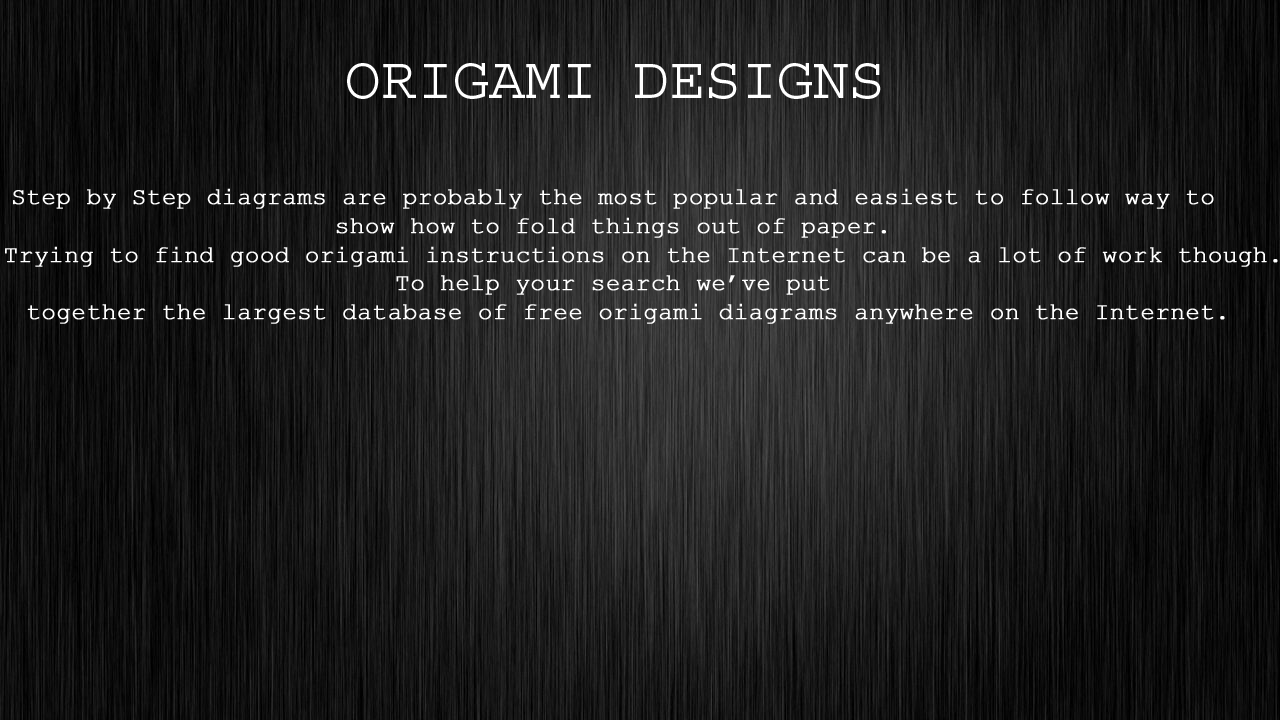 ORIGAMI DESIGNS
Step by Step diagrams are probably the most popular and easiest to follow way to
show how to fold things out of paper.
Trying to find good origami instructions on the Internet can be a lot of work though.
To help your search we’ve put
together the largest database of free origami diagrams anywhere on the Internet.